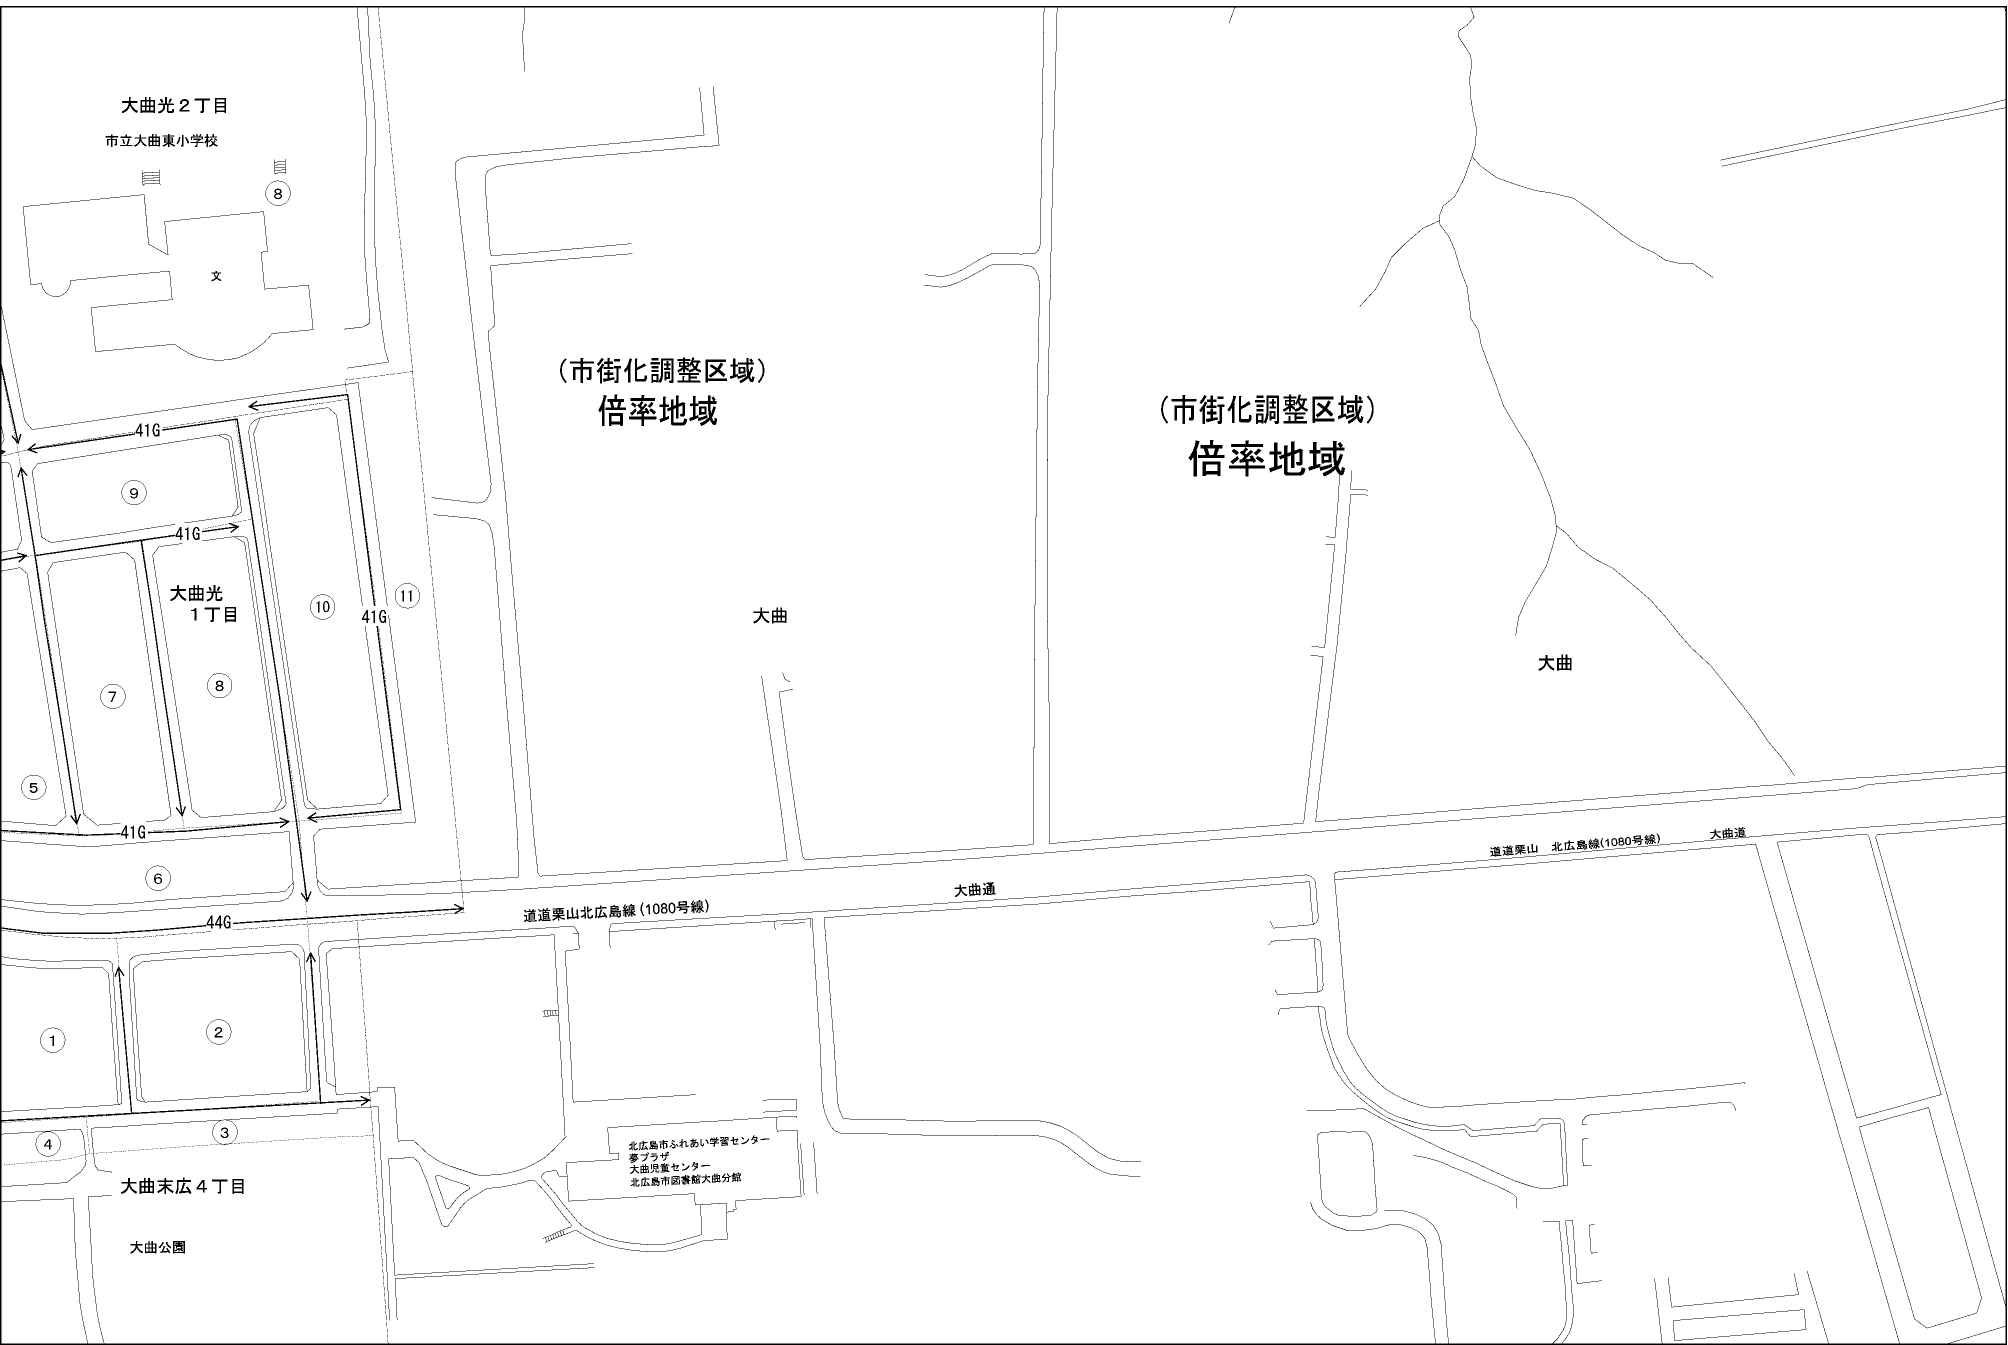 大曲光２丁目
市立大曲東小学校
⑧
文
（市街化調整区域）
倍率地域
（市街化調整区域）
倍率地域
41G
⑨
41G
大曲光
１丁目
⑩
41G
⑪
大曲
大曲
⑦
⑧
⑤
41G
⑥
44G
道道栗山北広島線(1080号線)
大曲通
道道栗山　北広島線(1080号線)
大曲道
①
②
③
④
大曲末広４丁目
大曲公園
北広島市ふれあい学習センター
夢プラザ
大曲児童センター
北広島市図書館大曲分館